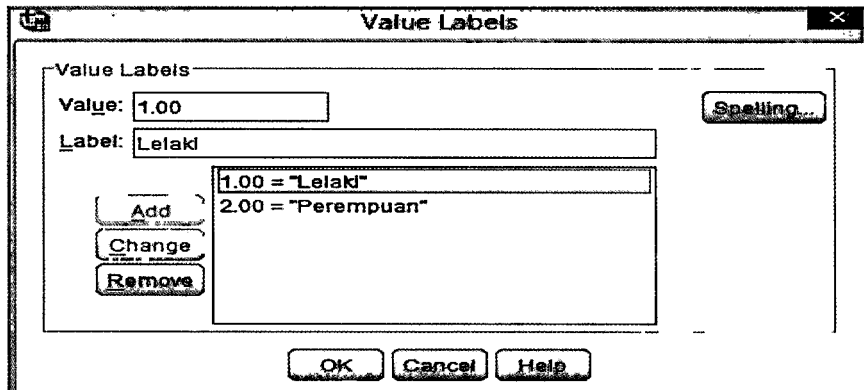 Value Labels
Value Labels
Value: 1.00
Spelling...
Label: Lelaki
1.00 = "Lelaki"
Add
2.00 = "Perempuan"
Change
Remove
OK Cancel Help